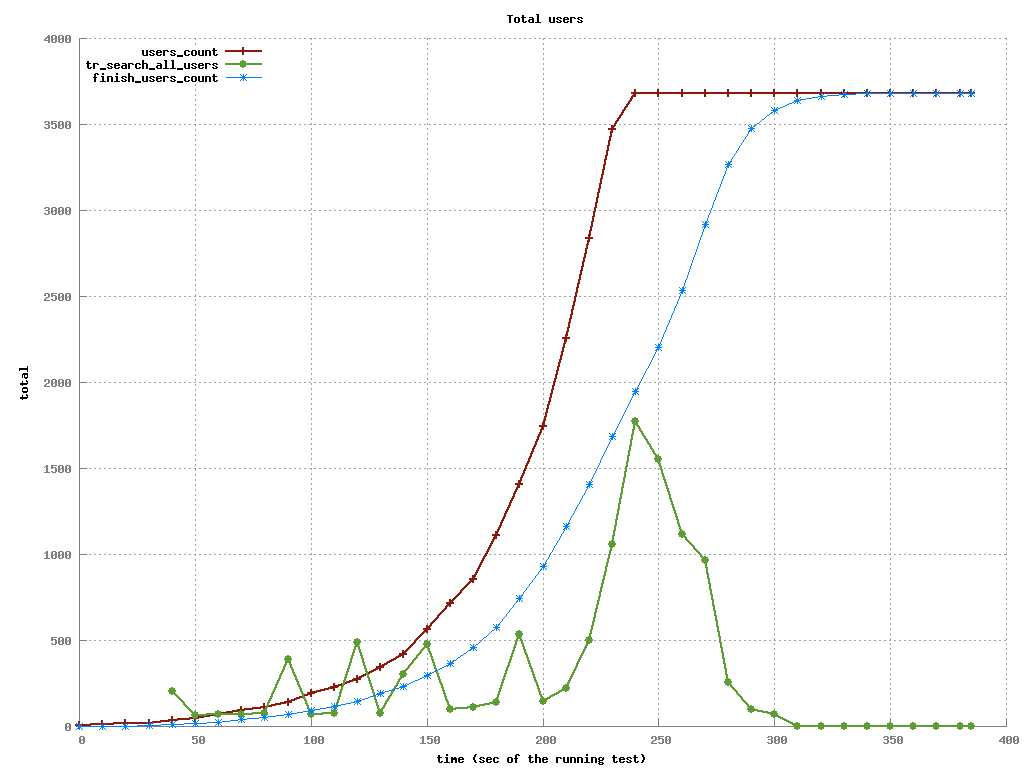 Total users
users_count
tr_search_all_users
finish_users_count
4000
3500
3000
2500
2000
1500
1000
500
0
total
0 50 100 150 200 250 300 350 400
time (sec of the running test)